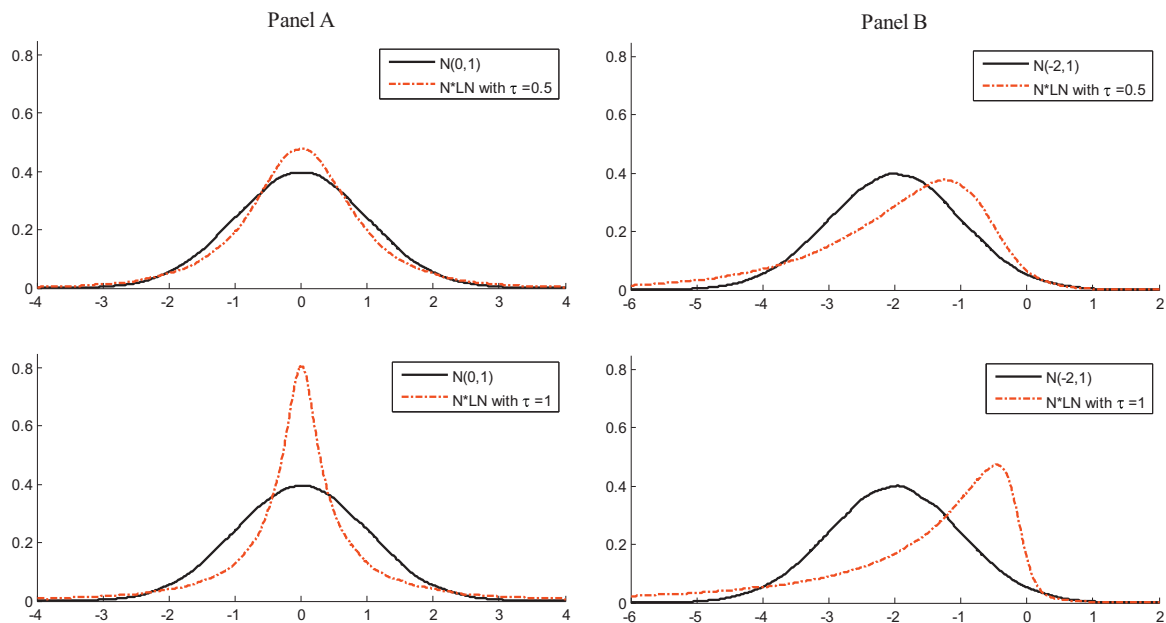 Panel A
0.8
0.6
0.4
0.2
0
-4 -3 -2 -1 0 1 2 3 4
N(0,1)
N*LN with τ =0.5
Panel B
0.8
0.6
0.4
0.2
0
-6 -5 -4 -3 -2 -1 0 1 2
N(-2,1)
N*LN with τ =0.5
0.8
0.6
0.4
0.2
0
-4 -3 -2 -1 0 1 2 3 4
N(0,1)
N*LN with τ =1
0.8
0.6
0.4
0.2
0
-6 -5 -4 -3 -2 -1 0 1 2
N(-2,1)
N*LN with τ =1